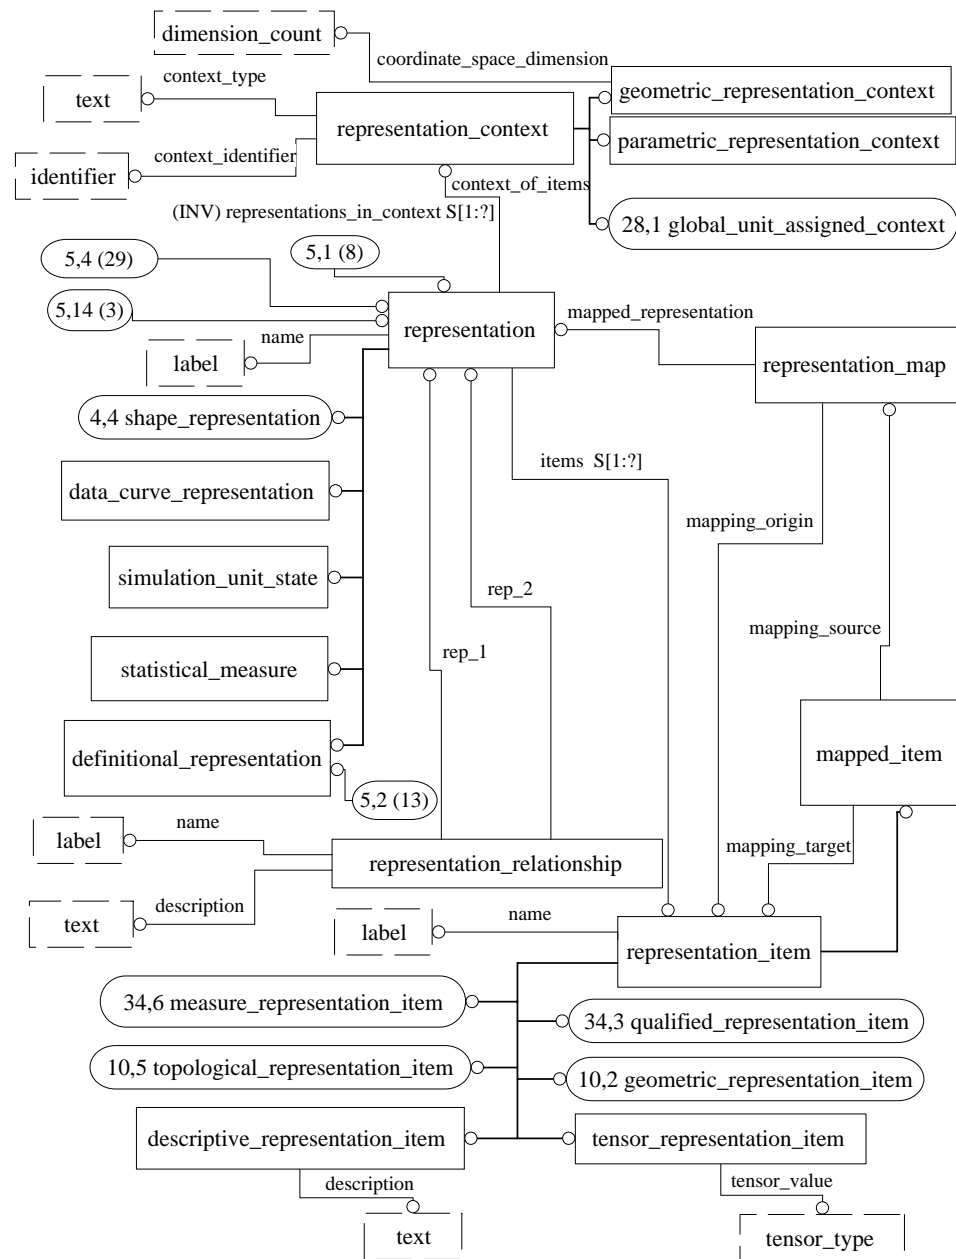 dimension_count
coordinate_space_dimension
context_type
text
geometric_representation_context
representation_context
parametric_representation_context
context_identifier
identifier
context_of_items
(INV) representations_in_context S[1:?]
28,1 global_unit_assigned_context
5,1 (8)
5,4 (29)
5,14 (3)
representation
mapped_representation
name
label
representation_map
4,4 shape_representation
items S[1:?]
data_curve_representation
mapping_origin
simulation_unit_state
rep_2
mapping_source
rep_1
statistical_measure
definitional_representation
mapped_item
5,2 (13)
name
label
mapping_target
representation_relationship
description
text
name
label
representation_item
34,6 measure_representation_item
34,3 qualified_representation_item
10,5 topological_representation_item
10,2 geometric_representation_item
descriptive_representation_item
tensor_representation_item
description
tensor_value
text
tensor_type